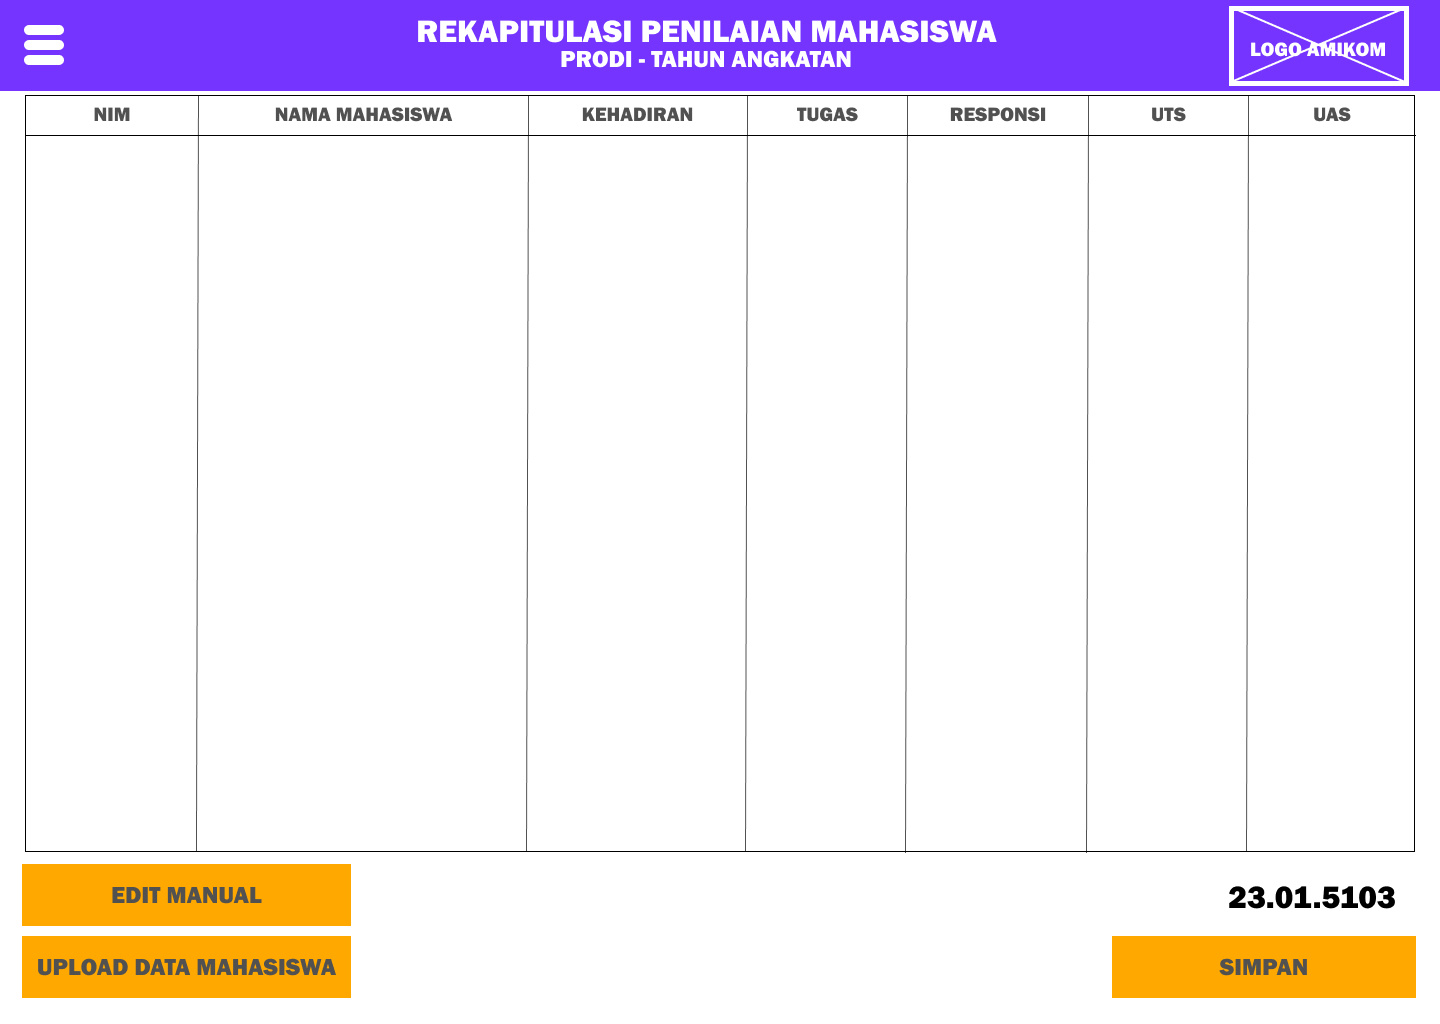 REKAPITULASI PENILAIAN MAHASISWA
PRODI - TAHUN ANGKATAN
LOGO AMIKOM
NIM NAMA MAHASISWA KEHADIRAN TUGAS RESPONSI UTS UAS
EDIT MANUAL
23.01.5103
UPLOAD DATA MAHASISWA
SIMPAN